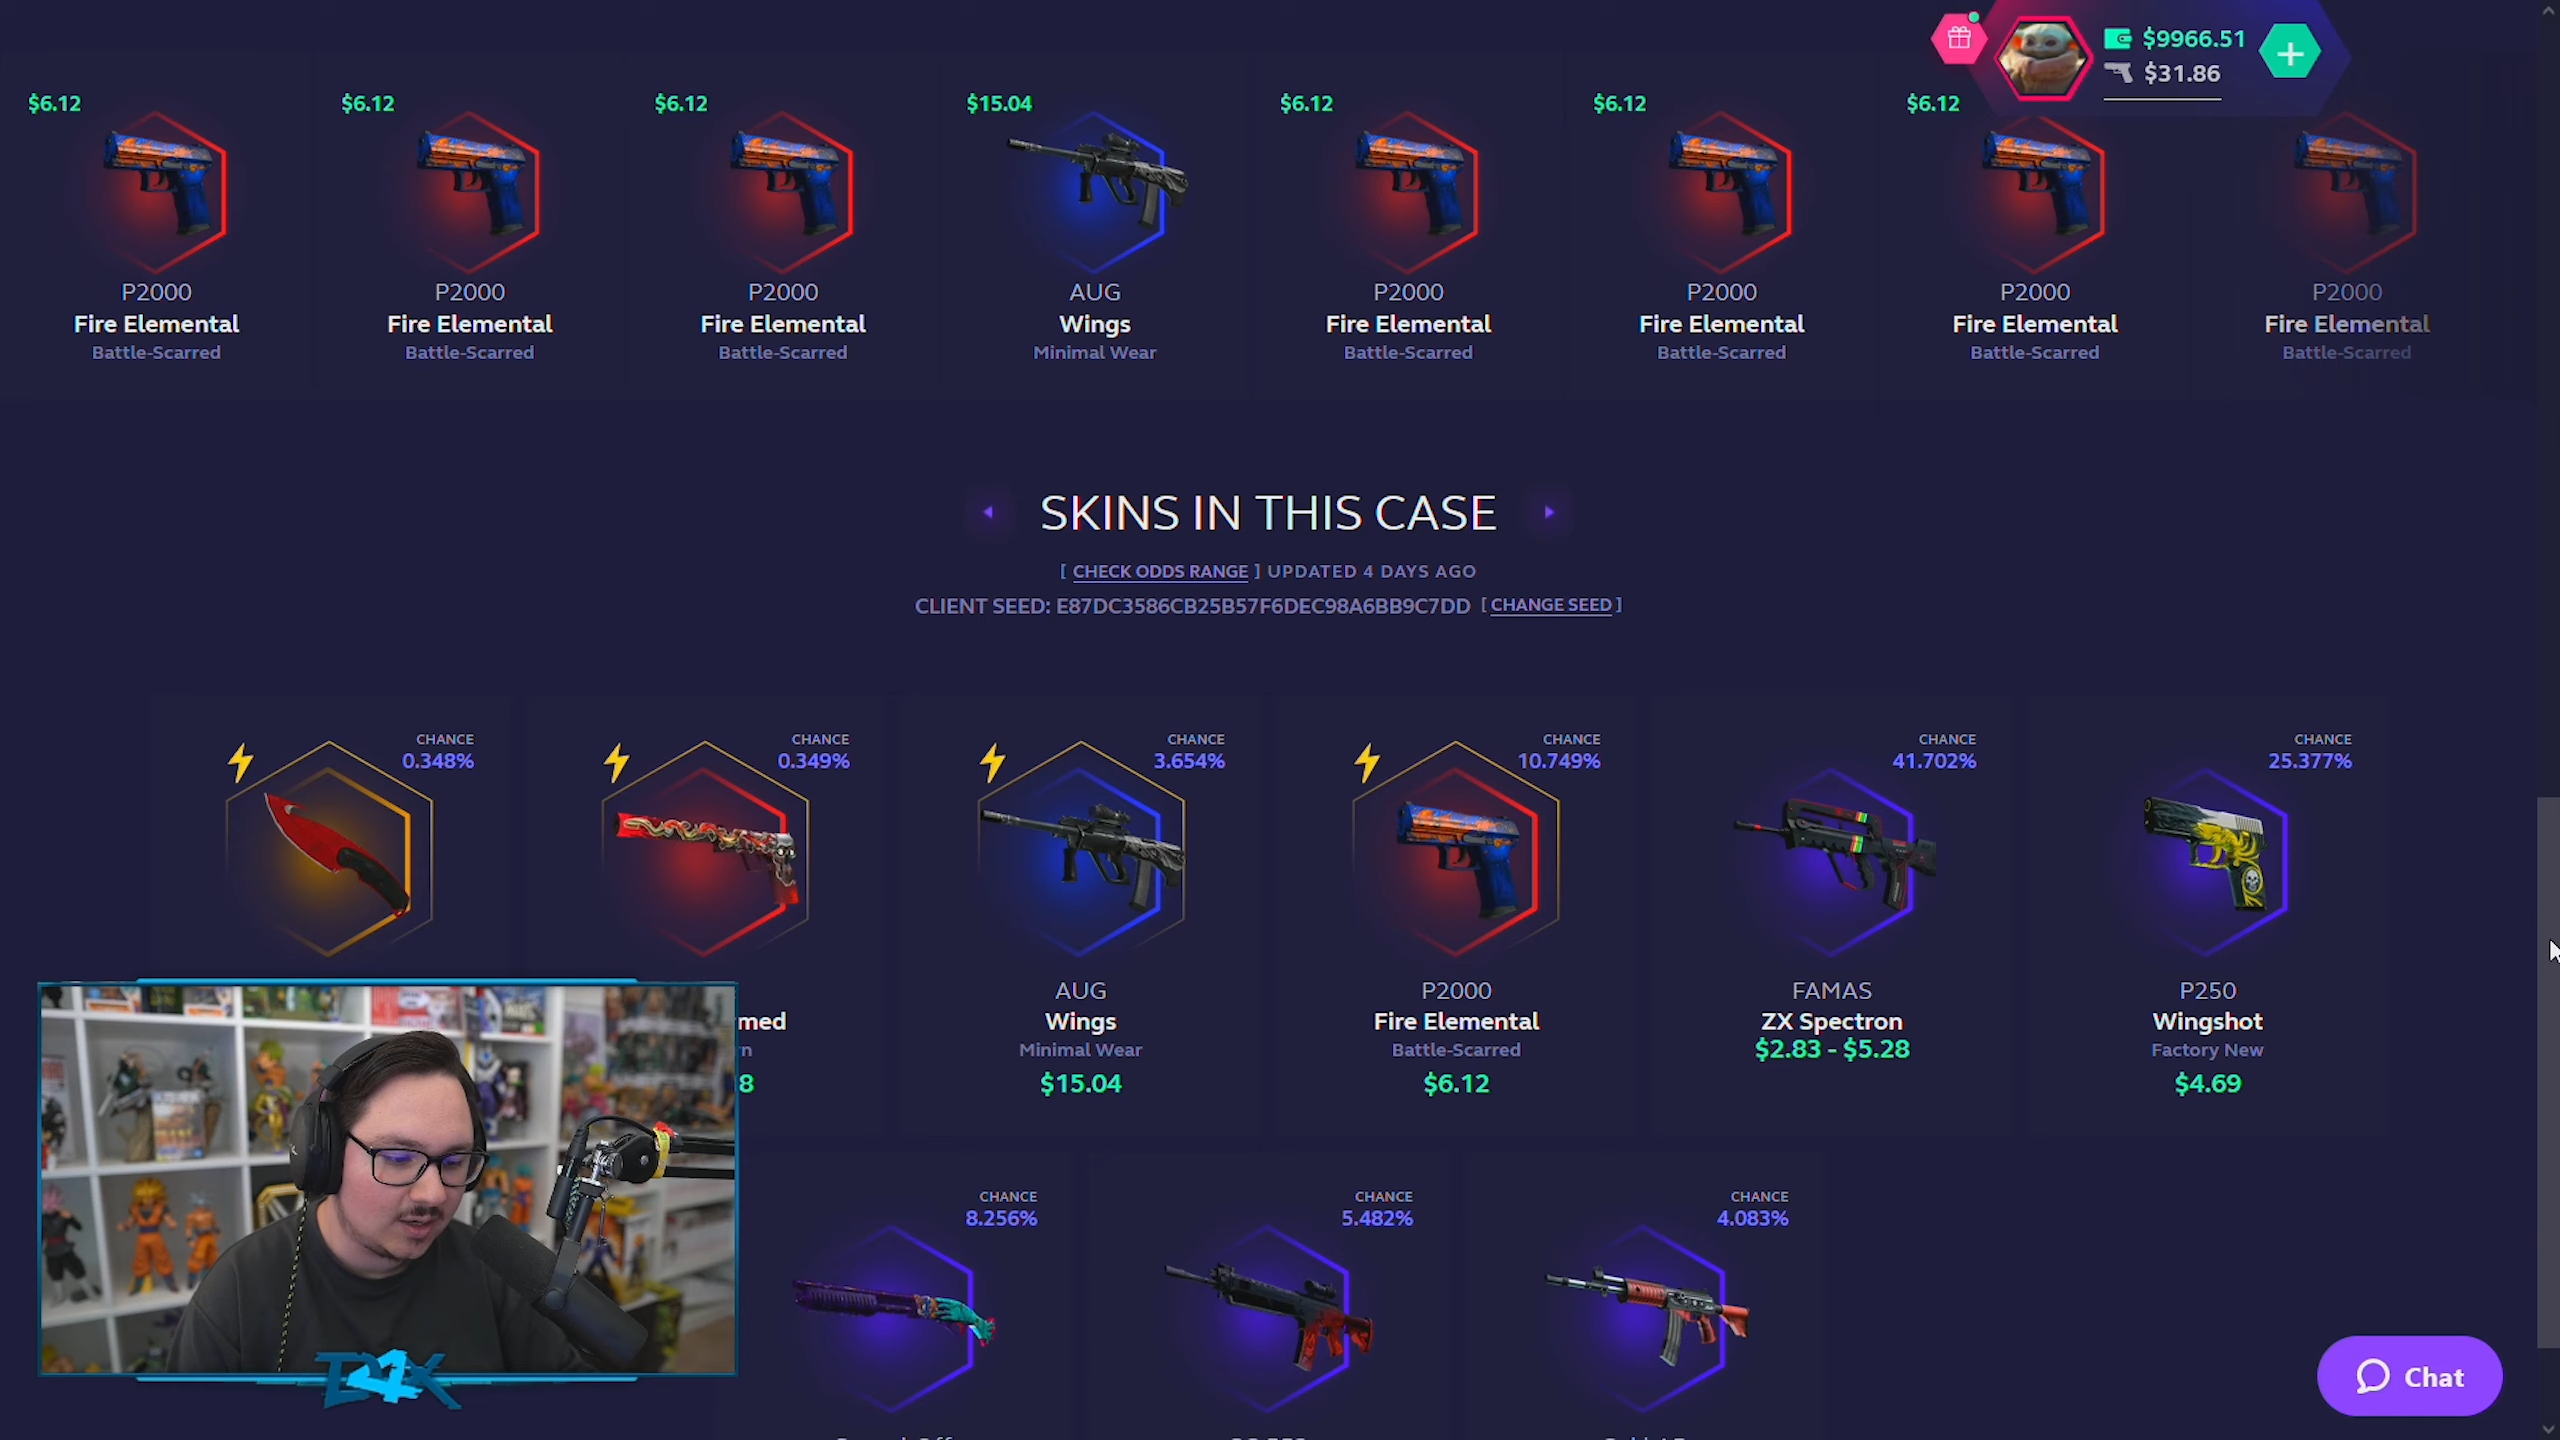 $9966.51
$31.86
$6.12
$6.12
$6.12
$15.04
$6.12
$6.12
$6.12
P2000
Fire Elemental
Battle-Scarred
P2000
Fire Elemental
Battle-Scarred
P2000
Fire Elemental
Battle-Scarred
AUG
Wings
Minimal Wear
P2000
Fire Elemental
Battle-Scarred
P2000
Fire Elemental
Battle-Scarred
P2000
Fire Elemental
Battle-Scarred
P2000
Fire Elemental
Battle-Scarred
SKINS IN THIS CASE
[ CHECK ODDS RANGE ] UPDATED 4 DAYS AGO
CLIENT SEED: E87DC3586CB25B57F6DEC98A6BB9C7DD [ CHANGE SEED ]
CHANCE
0.348%
CHANCE
0.349%
med
8
CHANCE
3.654%
AUG
Wings
Minimal Wear
$15.04
CHANCE
10.749%
P2000
Fire Elemental
Battle-Scarred
$6.12
CHANCE
41.702%
FAMAS
ZX Spectron
$2.83 - $5.28
CHANCE
25.377%
P250
Wingshot
Factory New
$4.69
CHANCE
8.256%
CHANCE
5.482%
CHANCE
4.083%
Chat